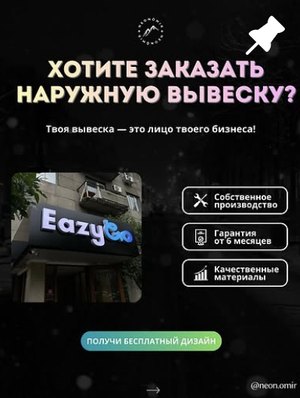 ХОТИТЕ ЗАКАЗАТЬ
НАРУЖНУЮ ВЫВЕСКУ?
Твоя вывеска — это лицо твоего бизнеса!
EazyGo
Собственное
производство
Гарантия
от 6 месяцев
Качественные
материалы
ПОЛУЧИ БЕСПЛАТНЫЙ ДИЗАЙН
@neon.omir